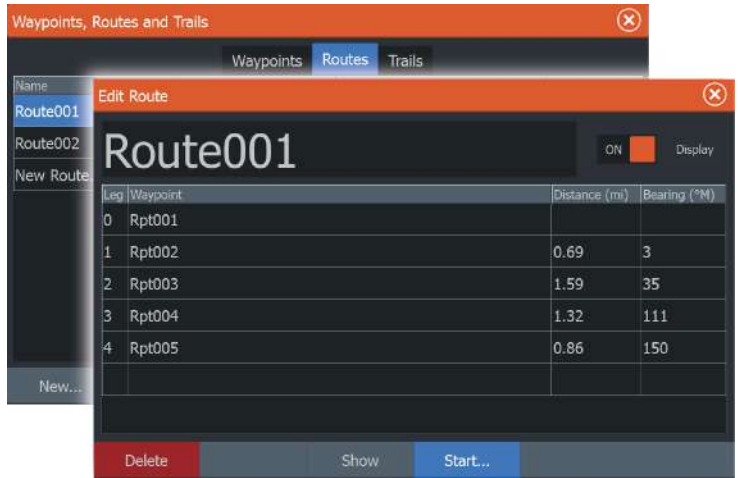 Waypoints, Routes and Trails
Waypoints Routes Trails
Name
Route001
Route002
New Route
New...
Edit Route
Route001 ON Display
Leg Waypoint Distance (mi) Bearing (°M)
0 Rpt001
1 Rpt002 0.69 3
2 Rpt003 1.59 35
3 Rpt004 1.32 111
4 Rpt005 0.86 150
Delete Show Start...